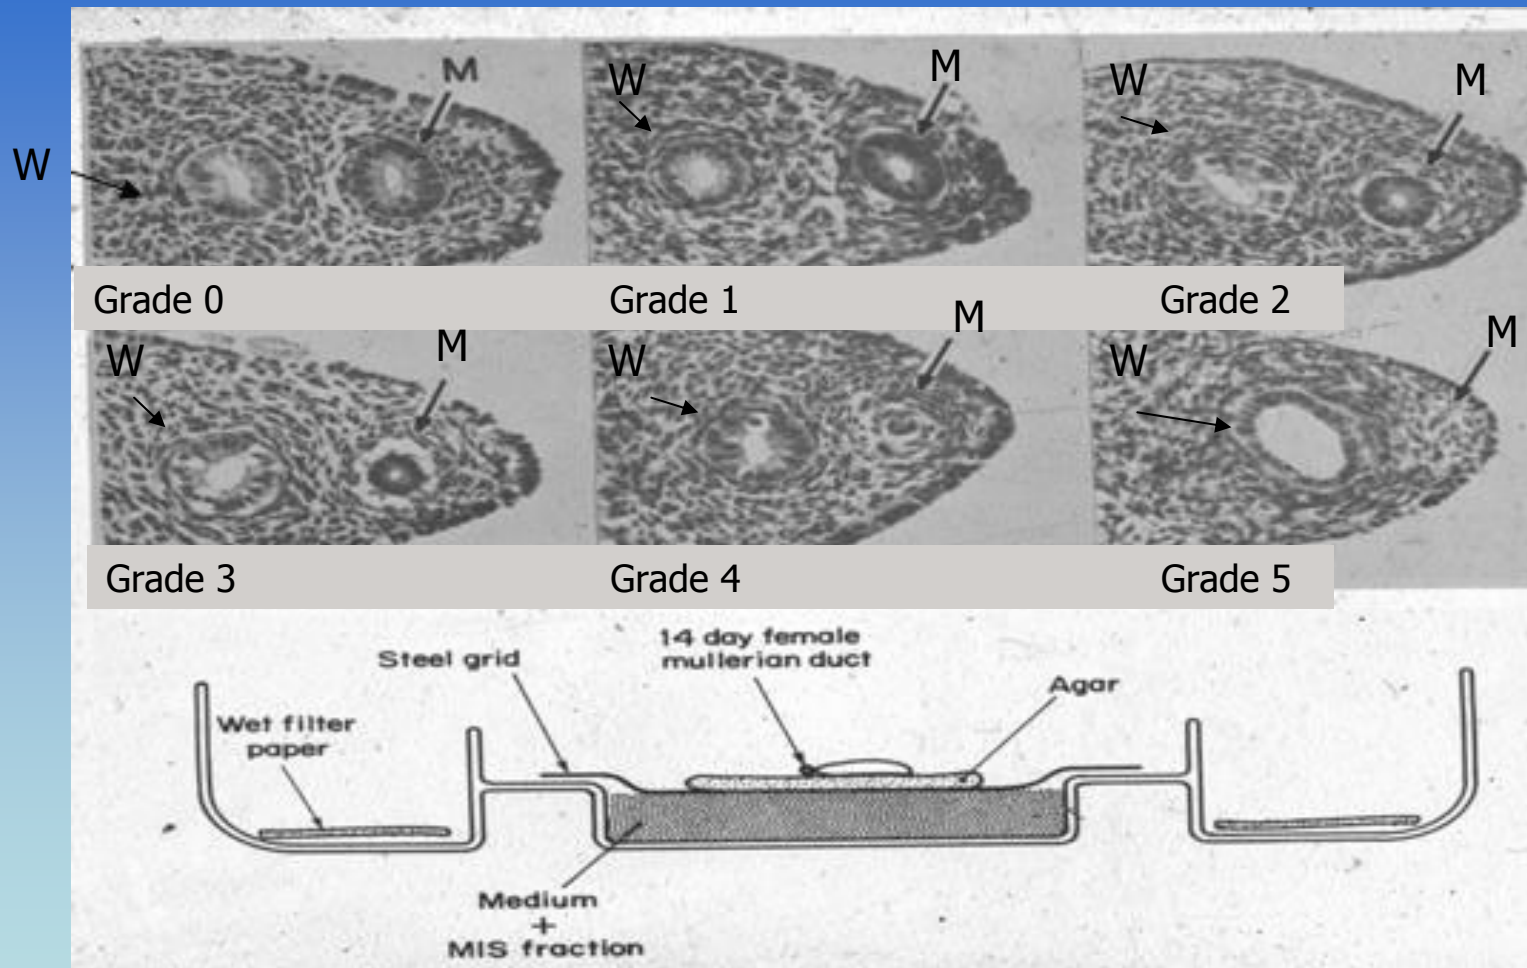 W
M
W
M
W
M
Grade 0
Grade 1
Grade 2
W
M
W
M
W
M
Grade 3
Grade 4
Grade 5
Steel grid
14 day female
mullerian duct
Agar
Wet filter
paper
Medium
+
MIS fraction